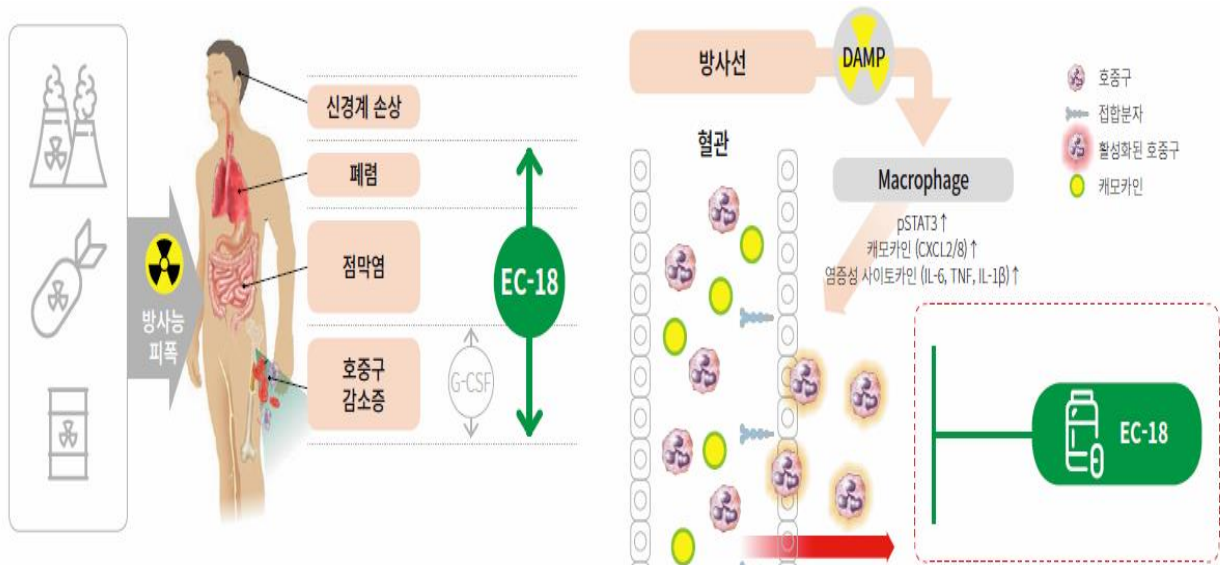 신경계 손상
폐렴
점막염
호중구
감소증
방사능
피폭
G-CSF
EC-18
방사선
DAMP
혈관
Macrophage
pSTAT3↑
캐모카인 (CXCL2/8)↑
염증성 사이토카인 (IL-6, TNF, IL-1β)↑
호중구
접합분자
활성화된 호중구
캐모카인
EC-18